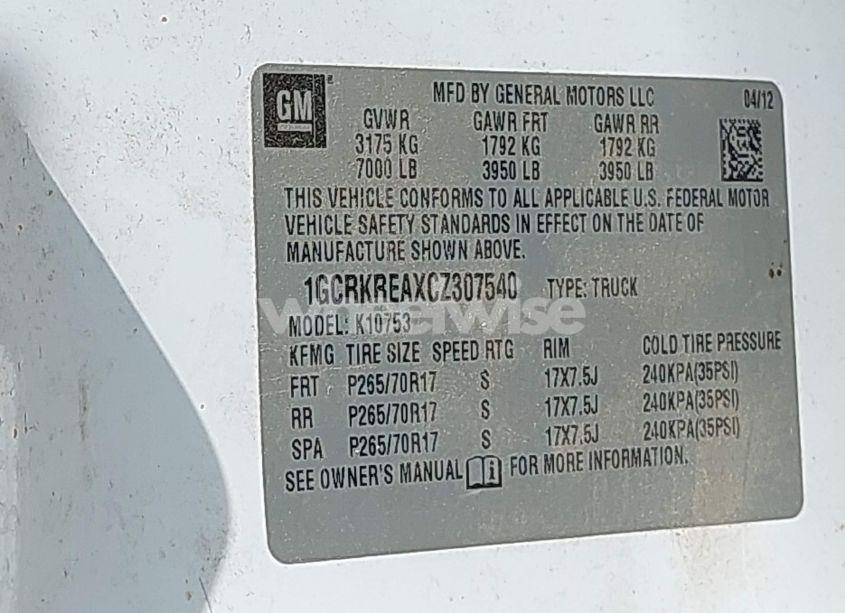 GM
MFD BY GENERAL MOTORS LLC 04/12
GVWR GAWR FRT GAWR RR
3175 KG 1792 KG 1792 KG
7000 LB 3950 LB 3950 LB
THIS VEHICLE CONFORMS TO ALL APPLICABLE U.S. FEDERAL MOTOR
VEHICLE SAFETY STANDARDS IN EFFECT ON THE DATE OF
MANUFACTURE SHOWN ABOVE.
1GCRKREAXCZ307540 TYPE: TRUCK
wheelwise
MODEL: K10753
KFMG TIRE SIZE SPEED RTG RIM COLD TIRE PRESSURE
FRT P265/70R17 S 17X7.5J 240KPA(35PSI)
RR P265/70R17 S 17X7.5J 240KPA(35PSI)
SPA P265/70R17 S 17X7.5J 240KPA(35PSI)
SEE OWNER'S MANUAL i FOR MORE INFORMATION.